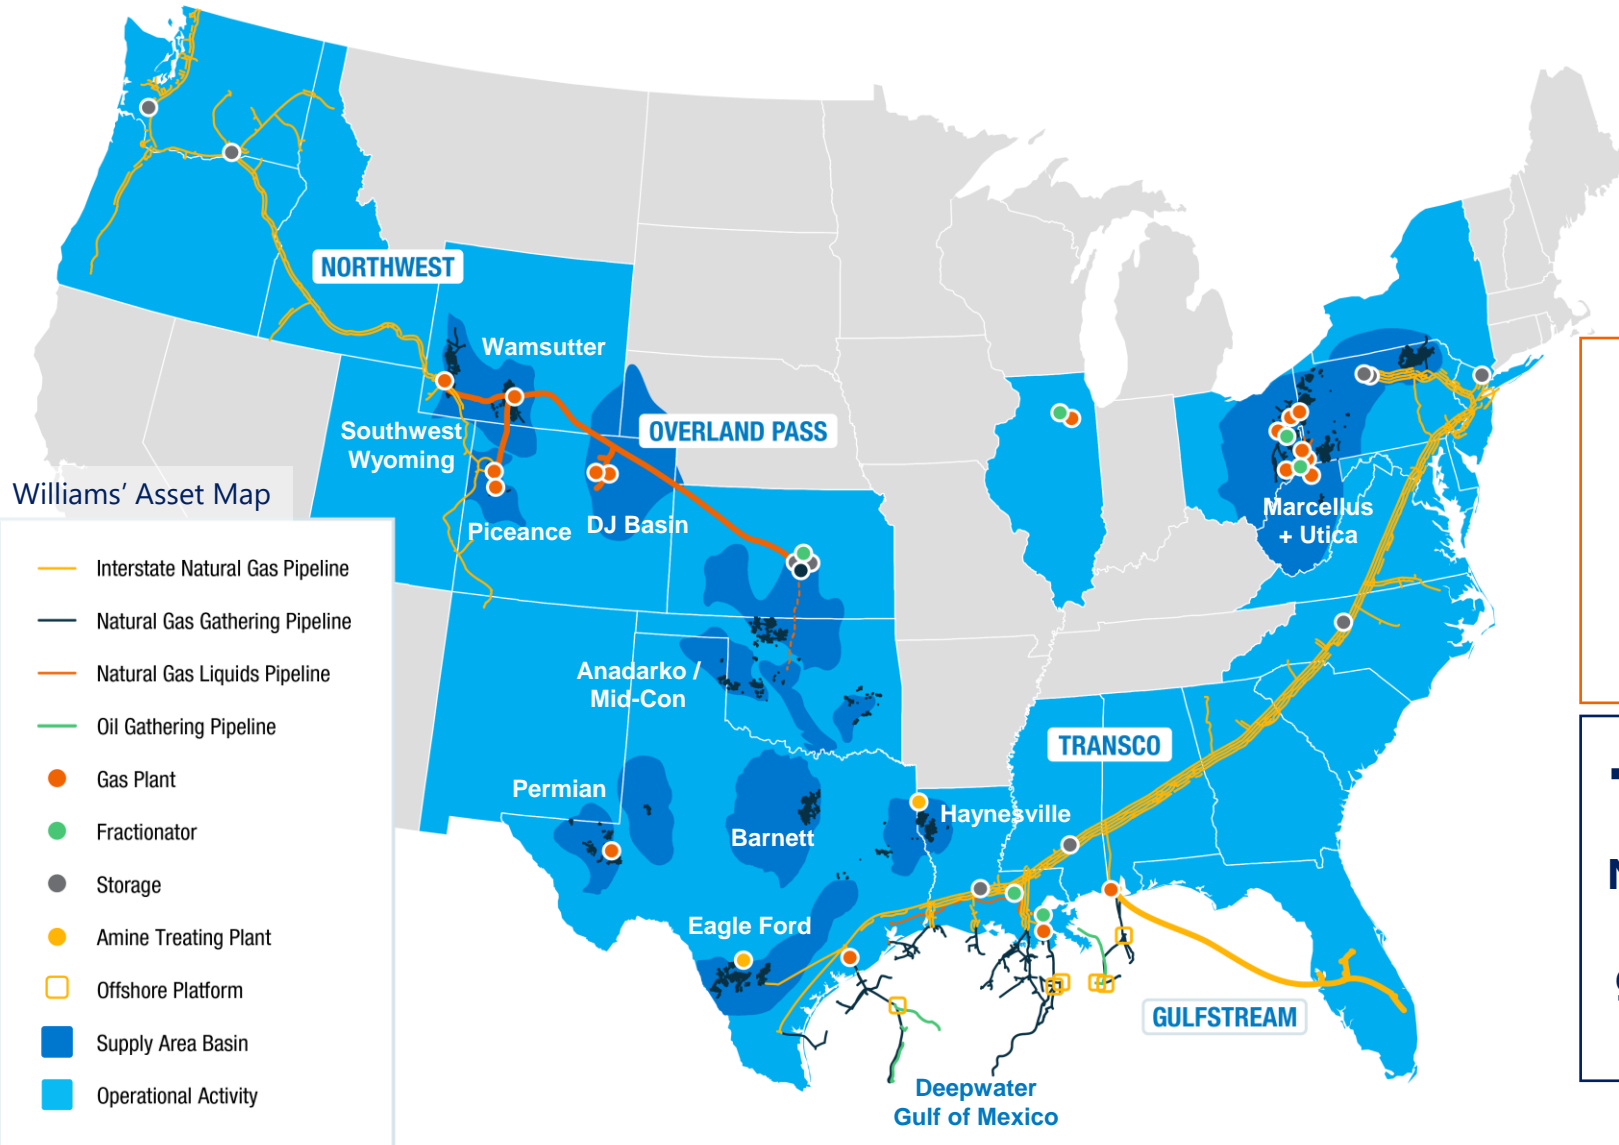 NORTHWEST
Wamsutter
OVERLAND PASS
Southwest
Wyoming
Williams’ Asset Map
Piceance
DJ Basin
Marcellus
+ Utica
Interstate Natural Gas Pipeline
Natural Gas Gathering Pipeline
Natural Gas Liquids Pipeline
Oil Gathering Pipeline
Gas Plant
Fractionator
Storage
Amine Treating Plant
Offshore Platform
Supply Area Basin
Operational Activity
Anadarko /
Mid-Con
TRANSCO
Permian
Haynesville
Barnett
Eagle Ford
GULFSTREAM
Deepwater
Gulf of Mexico